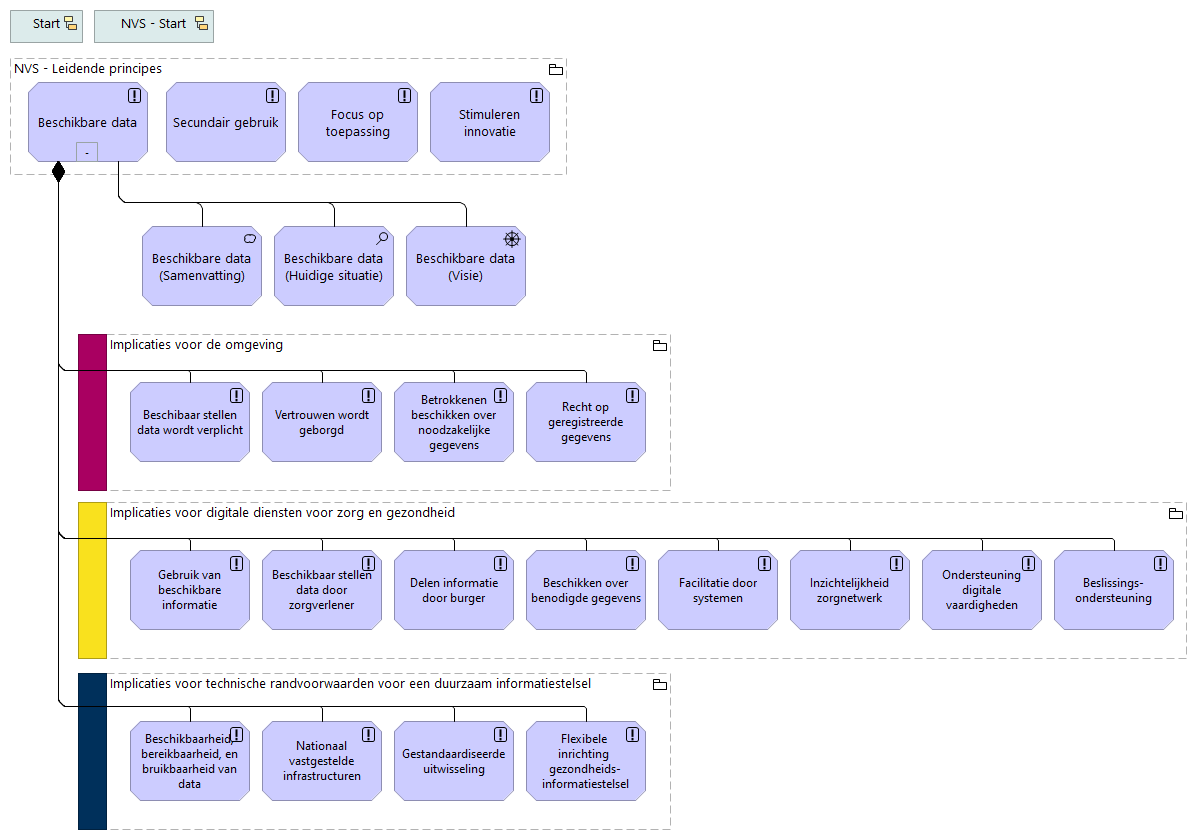 Start
NVS - Start
NVS - Leidende principes
Beschikbare data
-
Secundair gebruik
Focus op
toepassing
Stimuleren
innovatie
Beschikbare data
(Samenvatting)
Beschikbare data
(Huidige situatie)
Beschikbare data
(Visie)
Implicaties voor de omgeving
Beschibaar stellen
data wordt verplicht
Vertrouwen wordt
geborgd
Betrokkenen
beschikken over
noodzakelijke
gegevens
Recht op
geregistreerde
gegevens
Implicaties voor digitale diensten voor zorg en gezondheid
Gebruik van
beschikbare
informatie
Beschikbaar stellen
data door
zorgverlener
Delen informatie
door burger
Beschikken over
benodigde gegevens
Facilitatie door
systemen
Inzichtelijkheid
zorgnetwerk
Ondersteuning
digitale
vaardigheden
Beslissings-
ondersteuning
Implicaties voor technische randvoorwaarden voor een duurzaam informatiestelsel
Beschikbaarheid,
bereikbaarheid, en
bruikbaarheid van
data
Nationaal
vastgestelde
infrastructuren
Gestandaardiseerde
uitwisseling
Flexibele
inrichting
gezondheids-
informatiestelsel